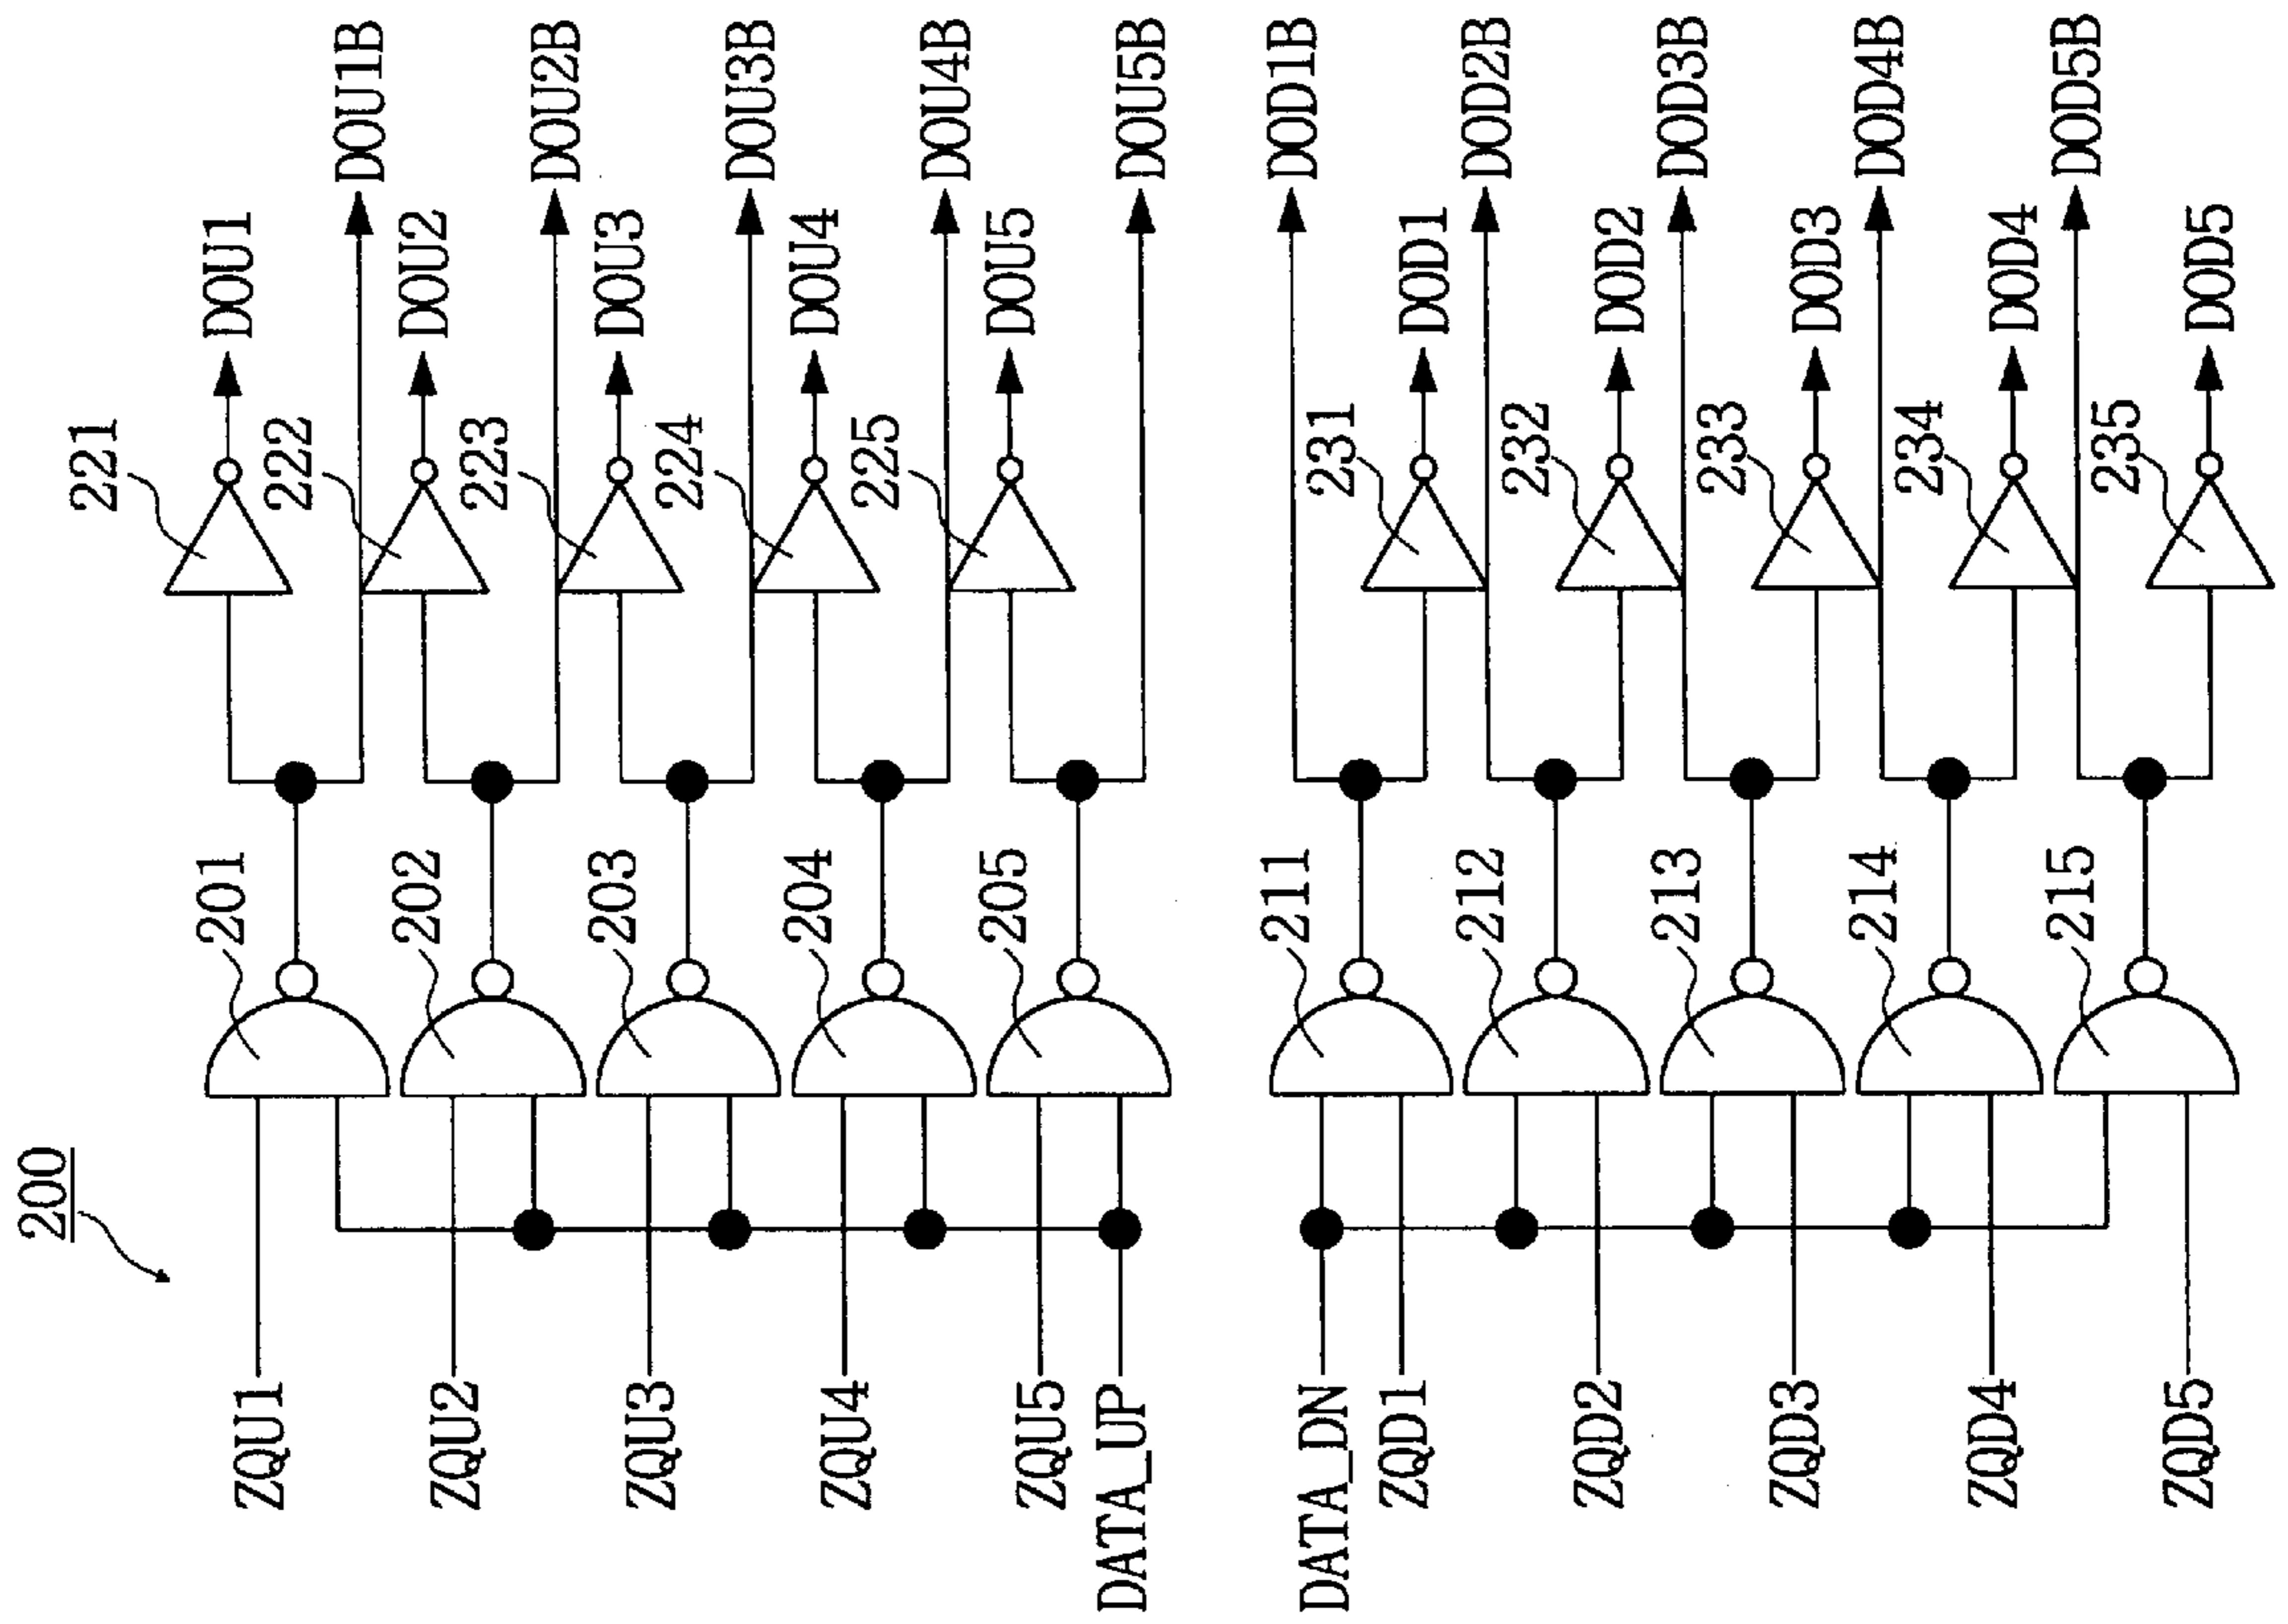 200
ZQU1
201
221
DOU1
DOU1B
ZQU2
202
222
DOU2
DOU2B
ZQU3
203
223
DOU3
DOU3B
ZQU4
204
224
DOU4
DOU4B
ZQU5
DATA_UP
205
225
DOU5
DOU5B
DATA_DN
ZQD1
211
231
DOD1B
DOD1
ZQD2
212
232
DOD2B
DOD2
ZQD3
213
233
DOD3B
DOD3
ZQD4
214
234
DOD4B
DOD4
ZQD5
215
235
DOD5B
DOD5